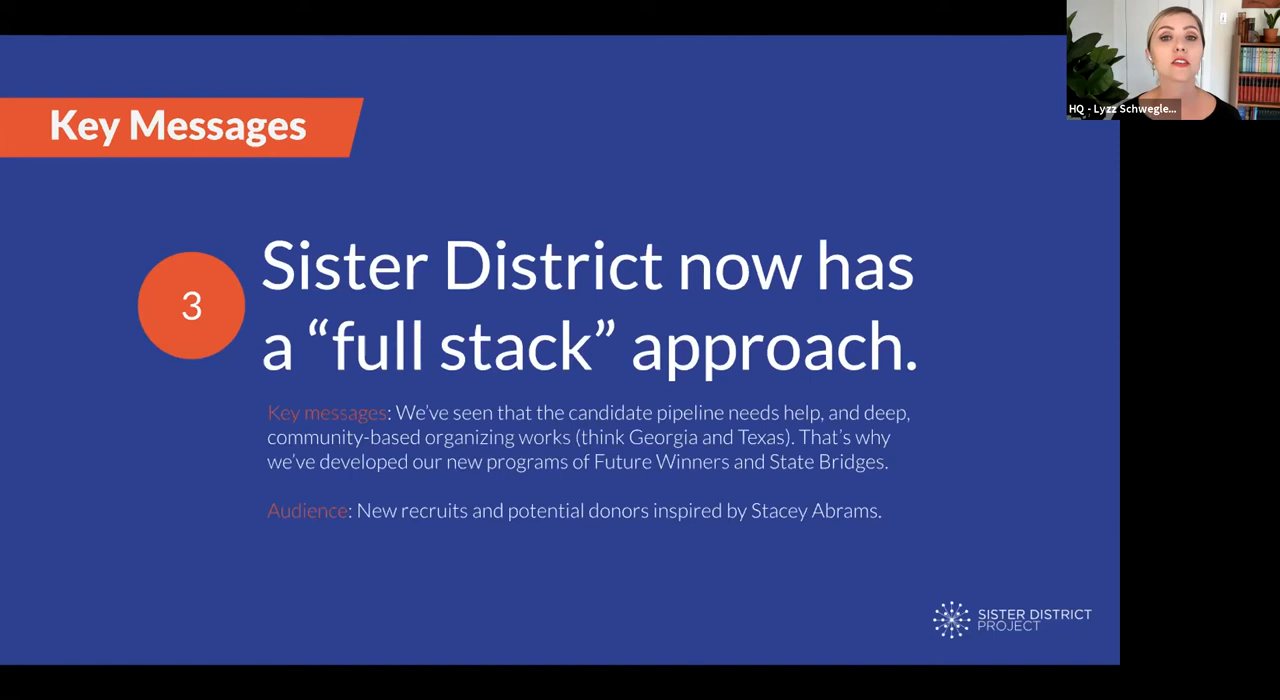 Key Messages
3
Sister District now has
a “full stack” approach.
Key messages: We’ve seen that the candidate pipeline needs help, and deep,
community-based organizing works (think Georgia and Texas). That’s why
we’ve developed our new programs of Future Winners and State Bridges.
Audience: New recruits and potential donors inspired by Stacey Abrams.
SISTER DISTRICT
PROJECT
HQ - Lyzz Schwegle...